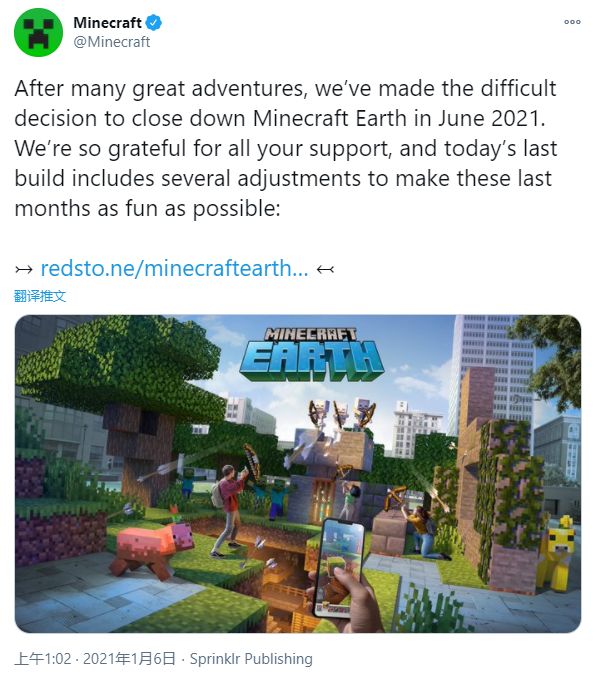 Minecraft
@Minecraft
After many great adventures, we’ve made the difficult
decision to close down Minecraft Earth in June 2021.
We’re so grateful for all your support, and today’s last
build includes several adjustments to make these last
months as fun as possible:
↣ redsto.ne/minecraftearth... ↢
翻译推文
MINECRAFT
EARTH
上午1:02 · 2021年1月6日 · Sprinklr Publishing